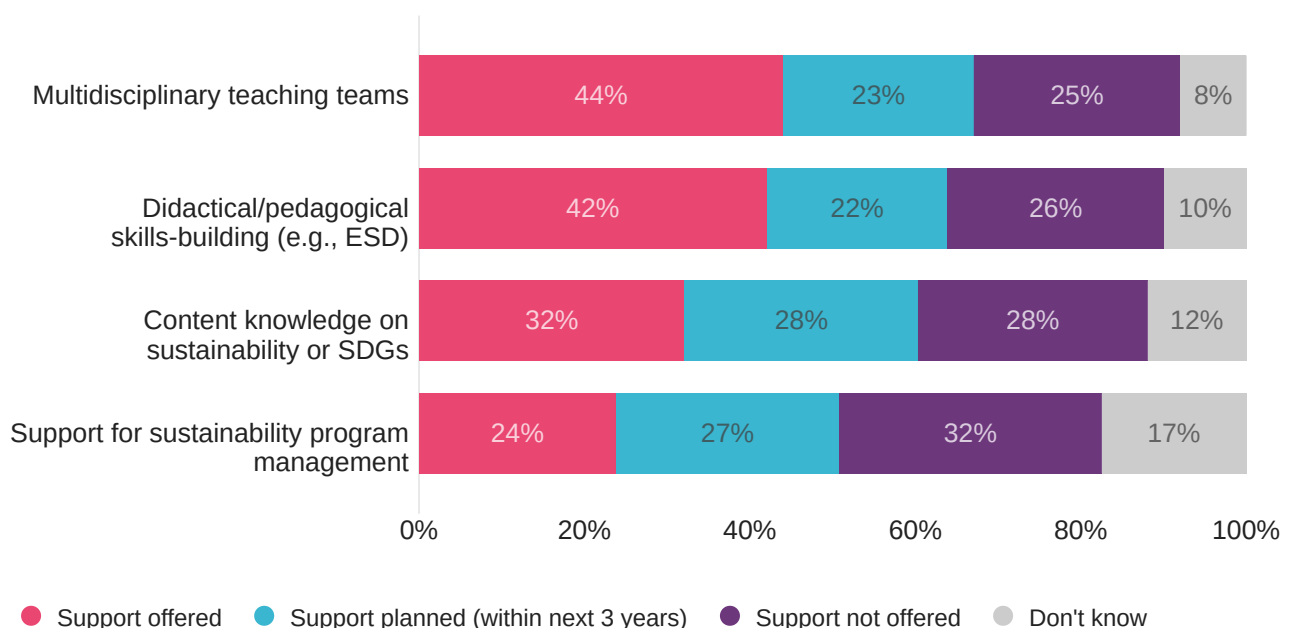 Multidisciplinary teaching teams
44% 23% 25% 8%
Didactical/pedagogical
skills-building (e.g., ESD)
42% 22% 26% 10%
Content knowledge on
sustainability or SDGs
32% 28% 28% 12%
Support for sustainability program
management
24% 27% 32% 17%
0% 20% 40% 60% 80% 100%
Support offered Support planned (within next 3 years) Support not offered Don't know